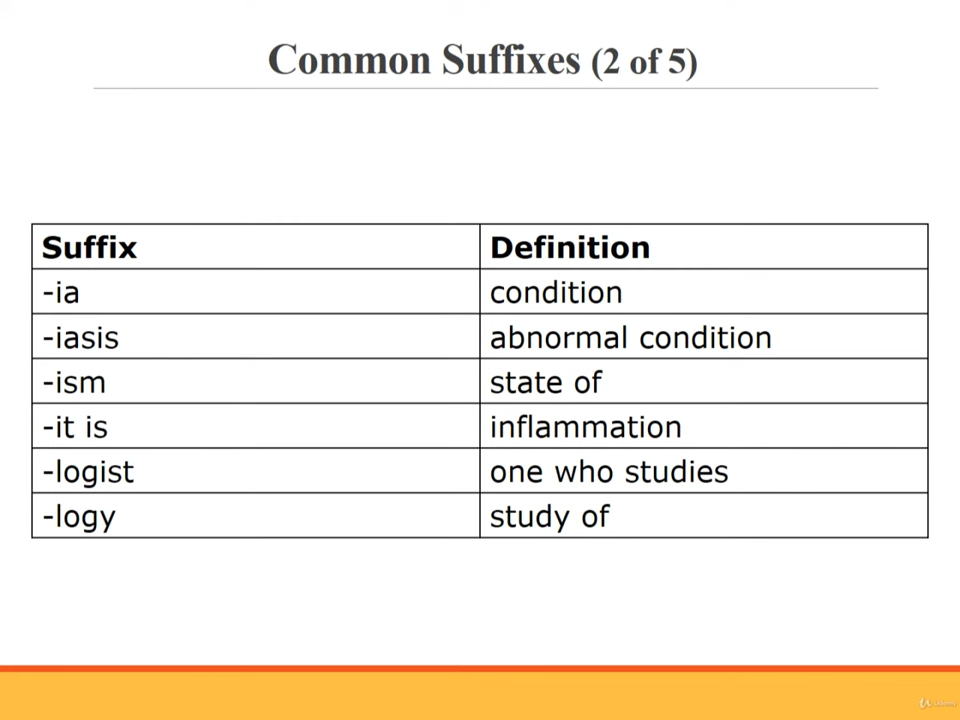 Common Suffixes (2 of 5)
Suffix Definition
-ia condition
-iasis abnormal condition
-ism state of
-it is inflammation
-logist one who studies
-logy study of
Udemy